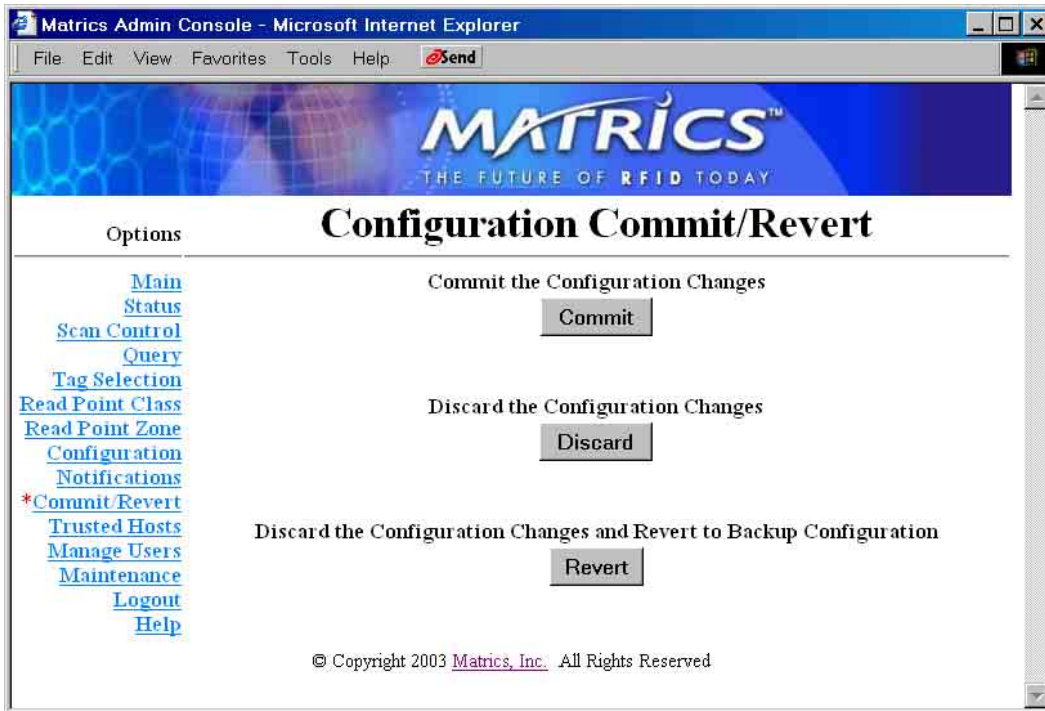 Matrics Admin Console - Microsoft Internet Explorer
File Edit View Favorites Tools Help @Send
MATRICS™
THE FUTURE OF RFID TODAY
Options
Configuration Commit/Revert
Main
Status
Scan Control
Query
Tag Selection
Read Point Class
Read Point Zone
Configuration
Notifications
*Commit/Revert
Trusted Hosts
Manage Users
Maintenance
Logout
Help
Commit the Configuration Changes
Commit
Discard the Configuration Changes
Discard
Discard the Configuration Changes and Revert to Backup Configuration
Revert
© Copyright 2003 Matrics, Inc. All Rights Reserved